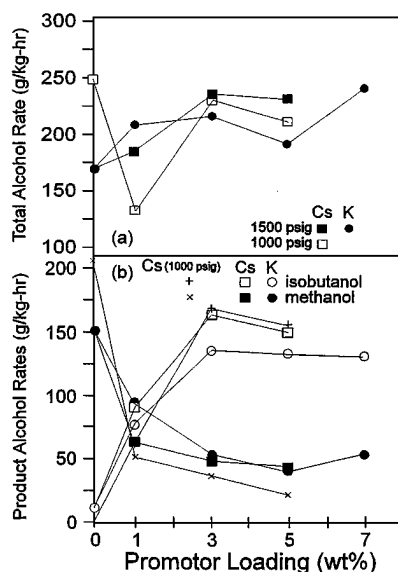 300
250
200
150
100
Total Alcohol Rate (g/kg-hr)
(a)
Cs K
1500 psig
1000 psig
200
150
100
50
0
Product Alcohol Rates (g/kg-hr)
(b)
Cs (1000 psig) Cs K
isobutanol
methanol
0 1 3 5 7
Promotor Loading (wt%)